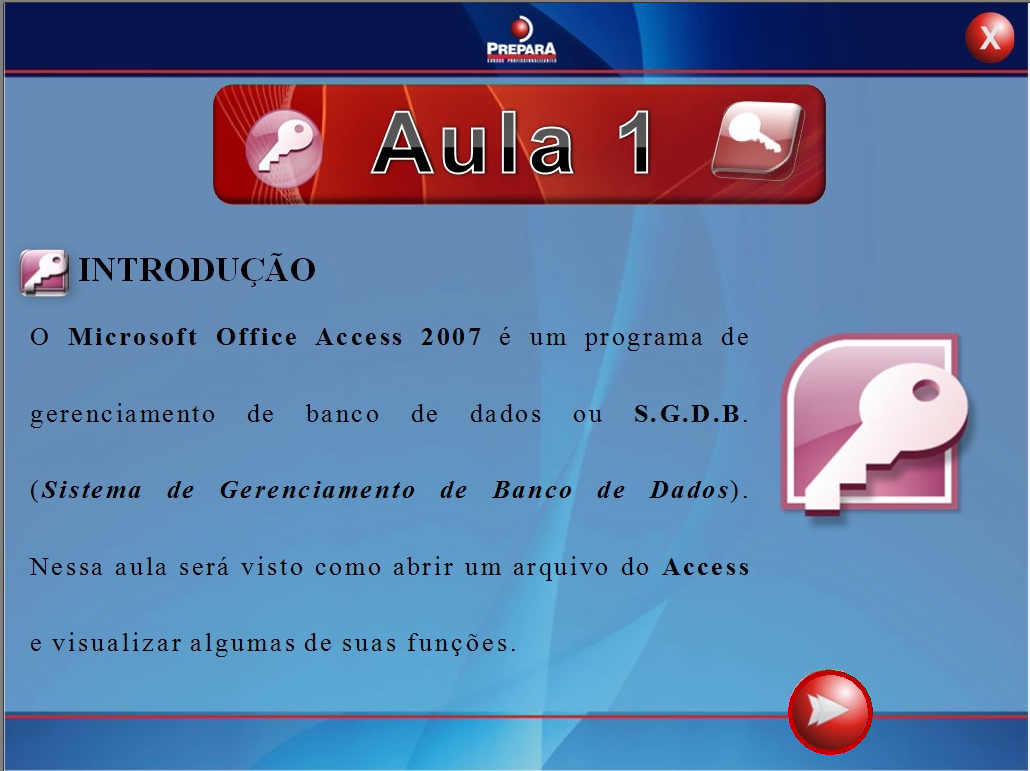 PREPARA
CURSOS PROFISSIONALIZANTES
X
Aula 1
INTRODUÇÃO
O Microsoft Office Access 2007 é um programa de
gerenciamento de banco de dados ou S.G.D.B.
(Sistema de Gerenciamento de Banco de Dados).
Nessa aula será visto como abrir um arquivo do Access
e visualizar algumas de suas funções.